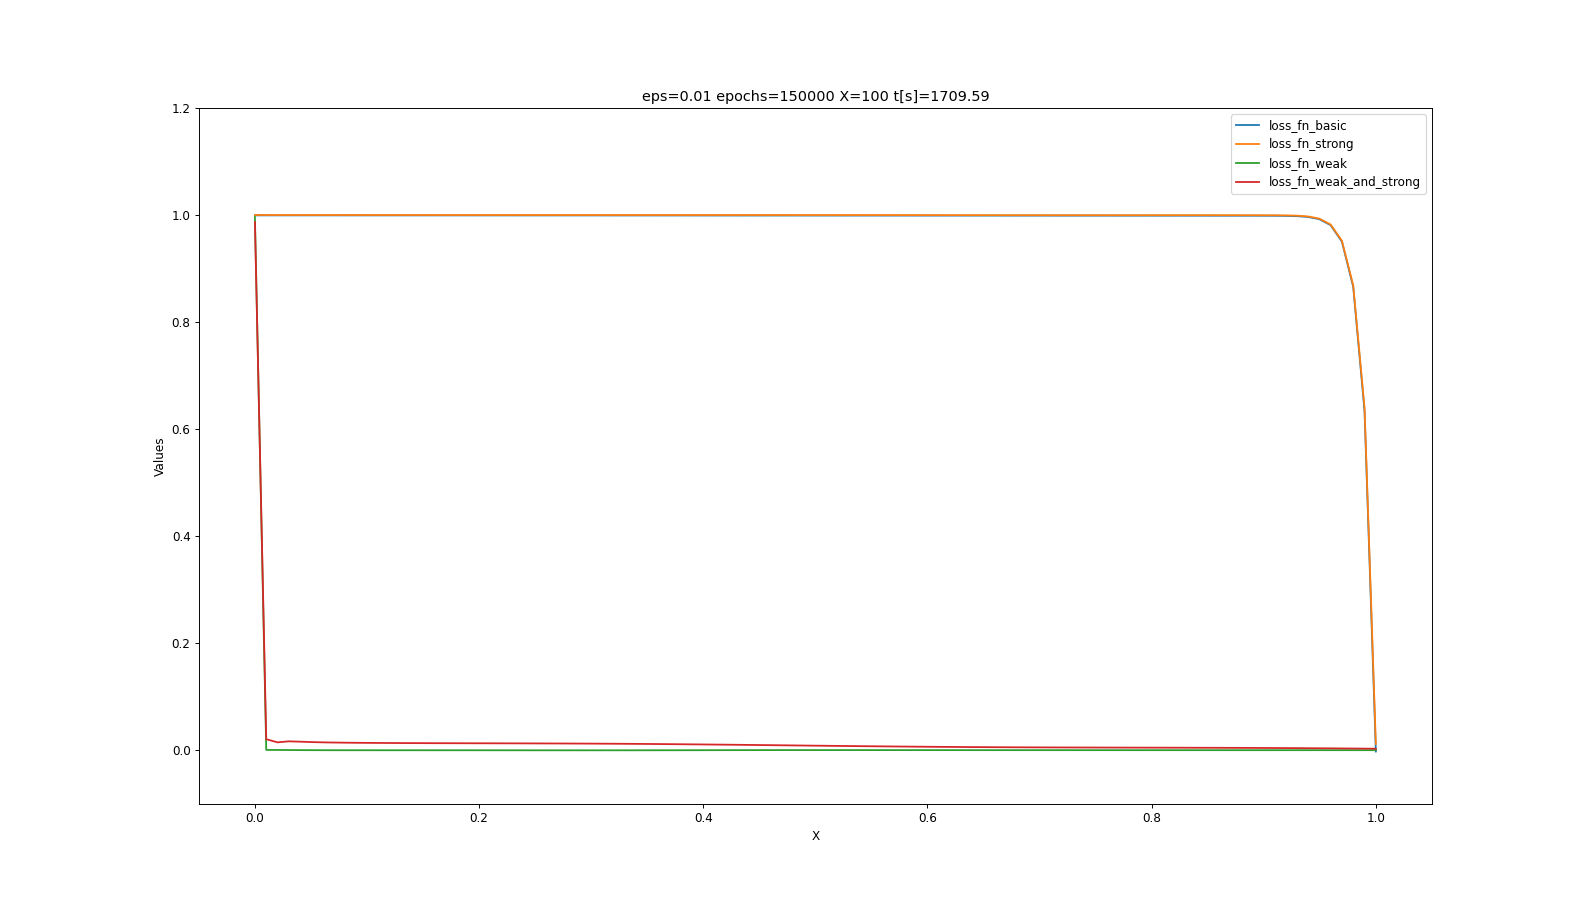 eps=0.01 epochs=150000 X=100 t[s]=1709.59
loss_fn_basic
loss_fn_strong
loss_fn_weak
loss_fn_weak_and_strong
1.2
1.0
0.8
0.6
0.4
0.2
0.0
Values
0.0 0.2 0.4 0.6 0.8 1.0
X